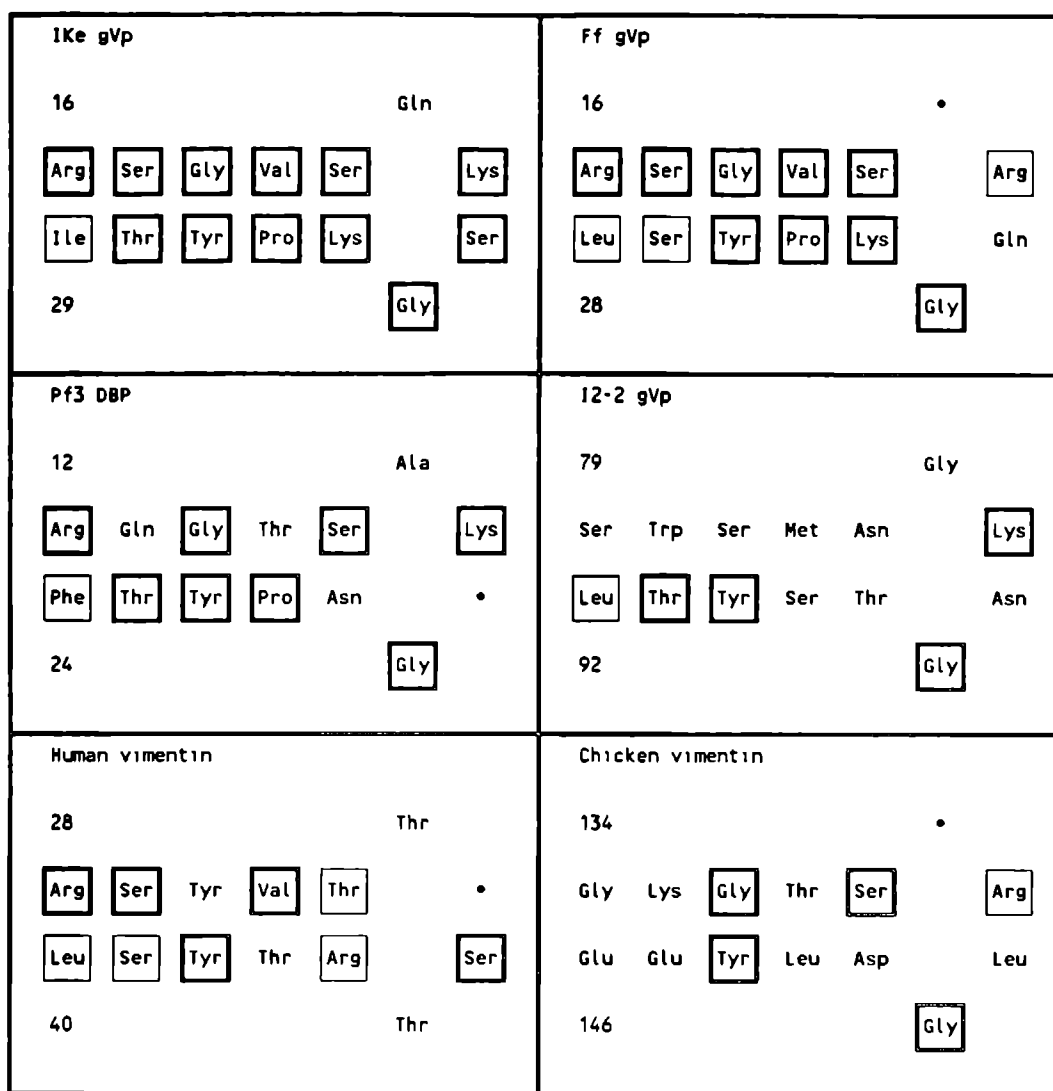 IKe gVp
16 Gln
Arg Ser Gly Val Ser Lys
Ile Thr Tyr Pro Lys Ser
29 Gly
Ff gVp
16 •
Arg Ser Gly Val Ser Arg
Leu Ser Tyr Pro Lys Gln
28 Gly
Pf3 DBP
12 Ala
Arg Gln Gly Thr Ser Lys
Phe Thr Tyr Pro Asn •
24 Gly
I2-2 gVp
79 Gly
Ser Trp Ser Met Asn Lys
Leu Thr Tyr Ser Thr Asn
92 Gly
Human vimentin
28 Thr
Arg Ser Tyr Val Thr •
Leu Ser Tyr Thr Arg Ser
40 Thr
Chicken vimentin
134 •
Gly Lys Gly Thr Ser Arg
Glu Glu Tyr Leu Asp Leu
146 Gly